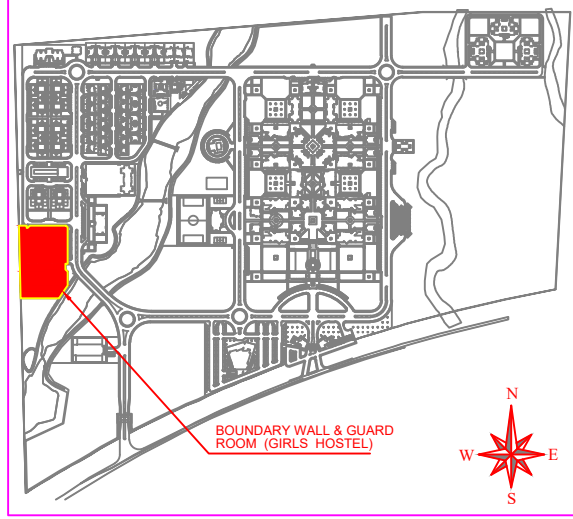 BOUNDARY WALL & GUARD
ROOM (GIRLS HOSTEL)
N
W E
S